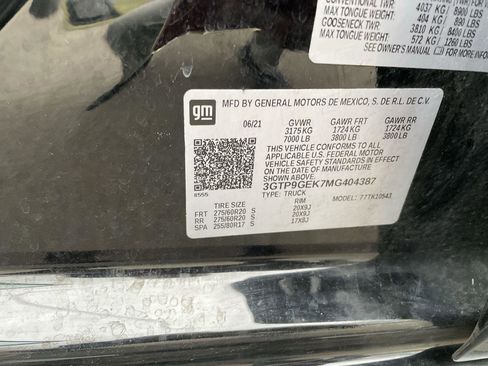 CONVENTIONAL TWR: 4037 KG/ 8900 LBS
MAX TONGUE WEIGHT: 404 KG/ 890 LBS
GOOSENECK TWR: 3810 KG/ 8400 LBS
MAX TONGUE WEIGHT: 572 KG/ 1260 LBS
SEE OWNER'S MANUAL FOR MORE
gm
MFD BY GENERAL MOTORS DE MEXICO, S. DE R.L. DE C.V.
06/21 GVWR GAWR FRT GAWR RR
3175 KG 1724 KG 1724 KG
7000 LB 3800 LB 3800 LB
THIS VEHICLE CONFORMS TO ALL APPLICABLE
U.S. FEDERAL MOTOR
VEHICLE SAFETY STANDARDS IN EFFECT
ON THE DATE OF MANUFACTURE SHOWN ABOVE.
3GTP9GEK7MG404387
TYPE: TRUCK MODEL: 77TK10543
TIRE SIZE RIM
FRT 275/60R20 S 20X9J
RR 275/60R20 S 20X9J
SPA 255/80R17 S 17X8J